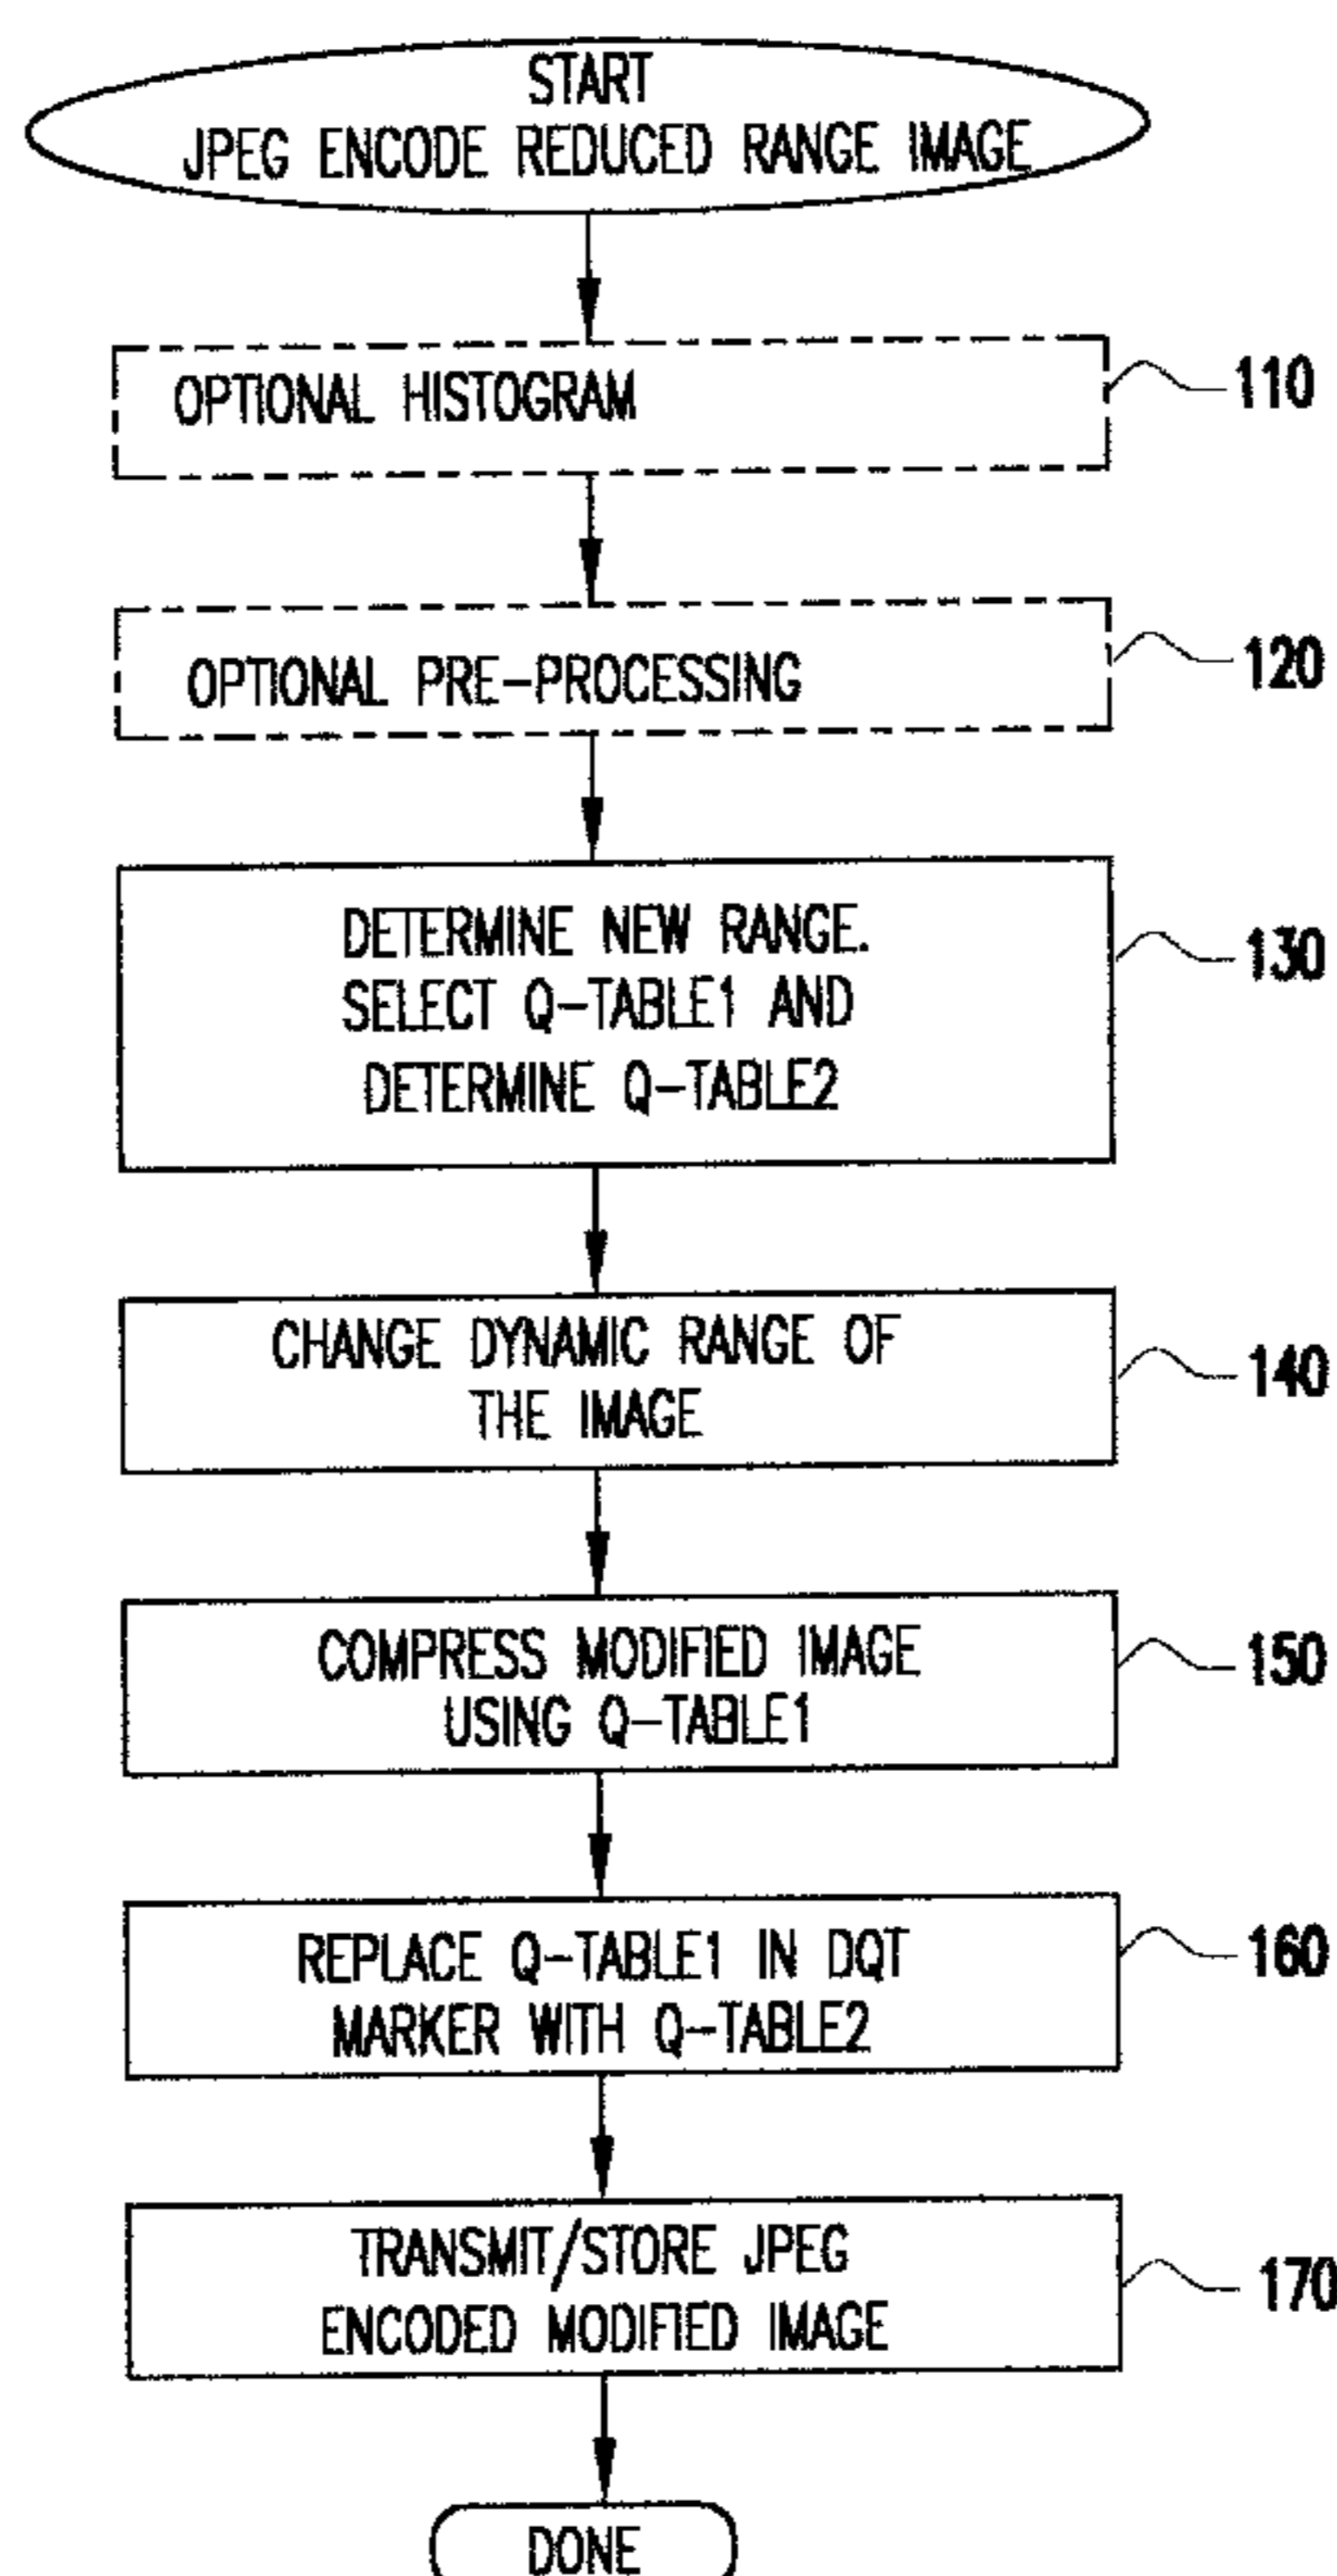 START
JPEG ENCODE REDUCED RANGE IMAGE
OPTIONAL HISTOGRAM
110
OPTIONAL PRE-PROCESSING
120
DETERMINE NEW RANGE.
SELECT Q-TABLE1 AND
DETERMINE Q-TABLE2
130
CHANGE DYNAMIC RANGE OF
THE IMAGE
140
COMPRESS MODIFIED IMAGE
USING Q-TABLE1
150
REPLACE Q-TABLE1 IN DQT
MARKER WITH Q-TABLE2
160
TRANSMIT/STORE JPEG
ENCODED MODIFIED IMAGE
170
DONE